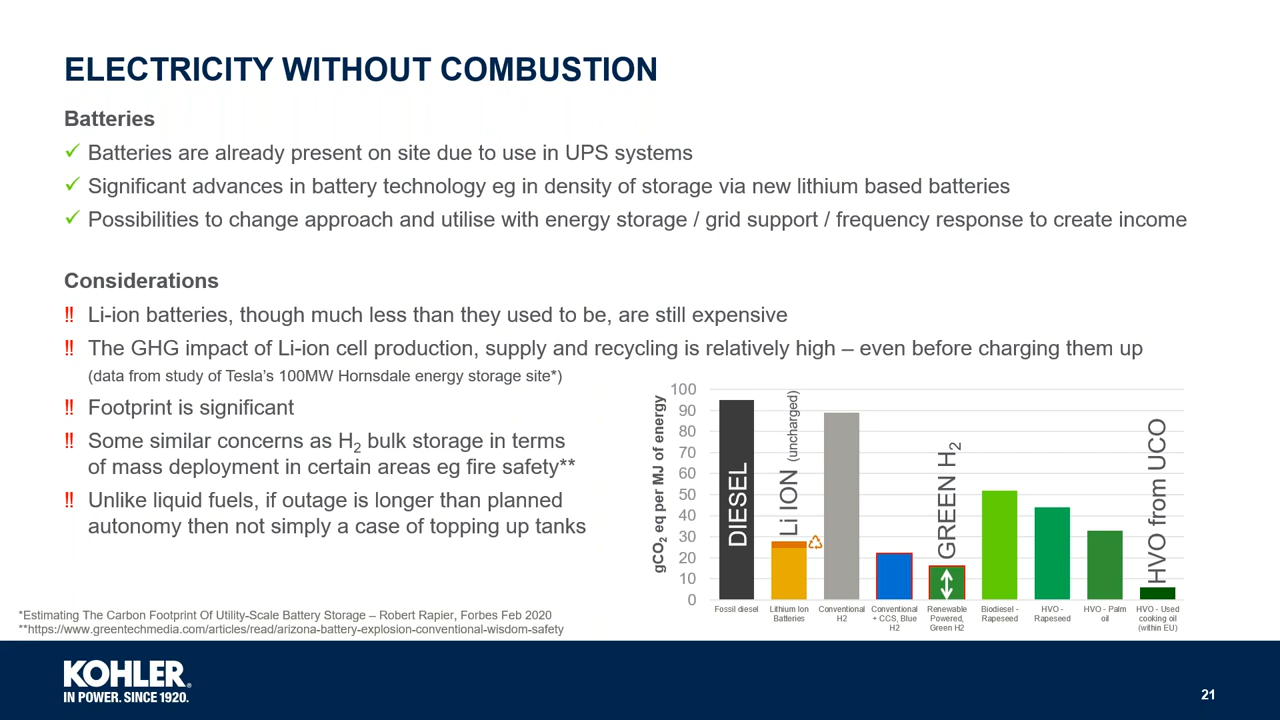 ELECTRICITY WITHOUT COMBUSTION
Batteries
✓ Batteries are already present on site due to use in UPS systems
✓ Significant advances in battery technology eg in density of storage via new lithium based batteries
✓ Possibilities to change approach and utilise with energy storage / grid support / frequency response to create income
Considerations
‼ Li-ion batteries, though much less than they used to be, are still expensive
‼ The GHG impact of Li-ion cell production, supply and recycling is relatively high – even before charging them up
(data from study of Tesla's 100MW Hornsdale energy storage site*)
‼ Footprint is significant
‼ Some similar concerns as H2 bulk storage in terms
of mass deployment in certain areas eg fire safety**
‼ Unlike liquid fuels, if outage is longer than planned
autonomy then not simply a case of topping up tanks
gCO2 eq per MJ of energy
100
90
80
70
60
50
40
30
20
10
0
DIESEL
Li ION (uncharged)
GREEN H2
HVO from UCO
Fossil diesel
Lithium Ion
Batteries
Conventional
H2
Conventional
+ CCS, Blue
H2
Renewable
Powered,
Green H2
Biodiesel -
Rapeseed
HVO -
Rapeseed
HVO - Palm
oil
HVO - Used
cooking oil
(within EU)
*Estimating The Carbon Footprint Of Utility-Scale Battery Storage – Robert Rapier, Forbes Feb 2020
**https://www.greentechmedia.com/articles/read/arizona-battery-explosion-conventional-wisdom-safety
KOHLER®
IN POWER. SINCE 1920.
21